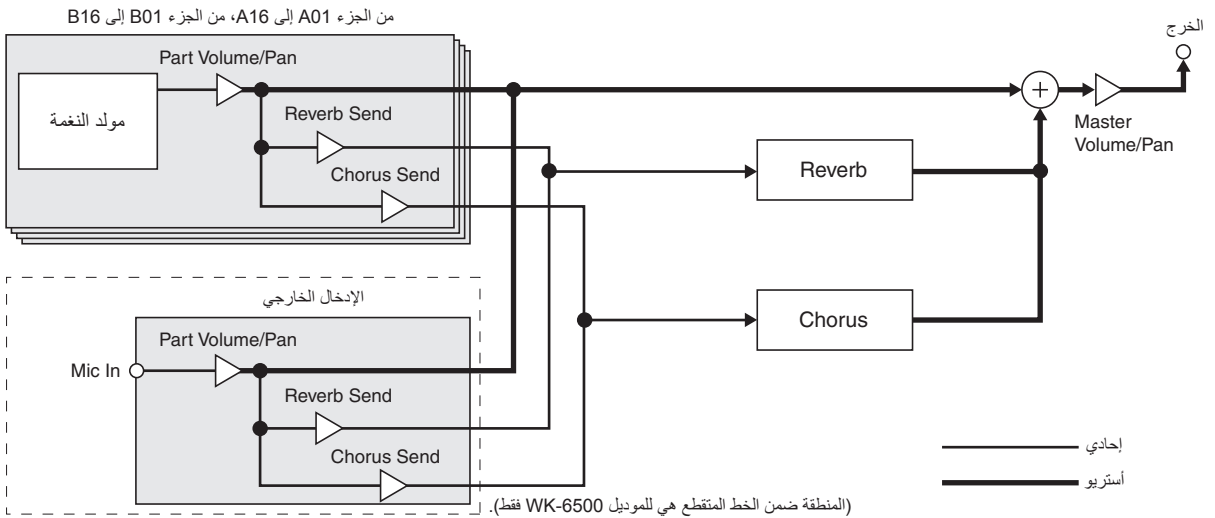 من الجزء A01 إلى A16، من الجزء B01 إلى B16
الخرج
Part Volume/Pan
مولد النغمة
Reverb Send
Chorus Send
+
Master
Volume/Pan
Reverb
الإدخال الخارجي
Chorus
Part Volume/Pan
Mic In
Reverb Send
Chorus Send
إحادي
أستريو
(المنطقة ضمن الخط المتقطع هي للموديل WK-6500 فقط).